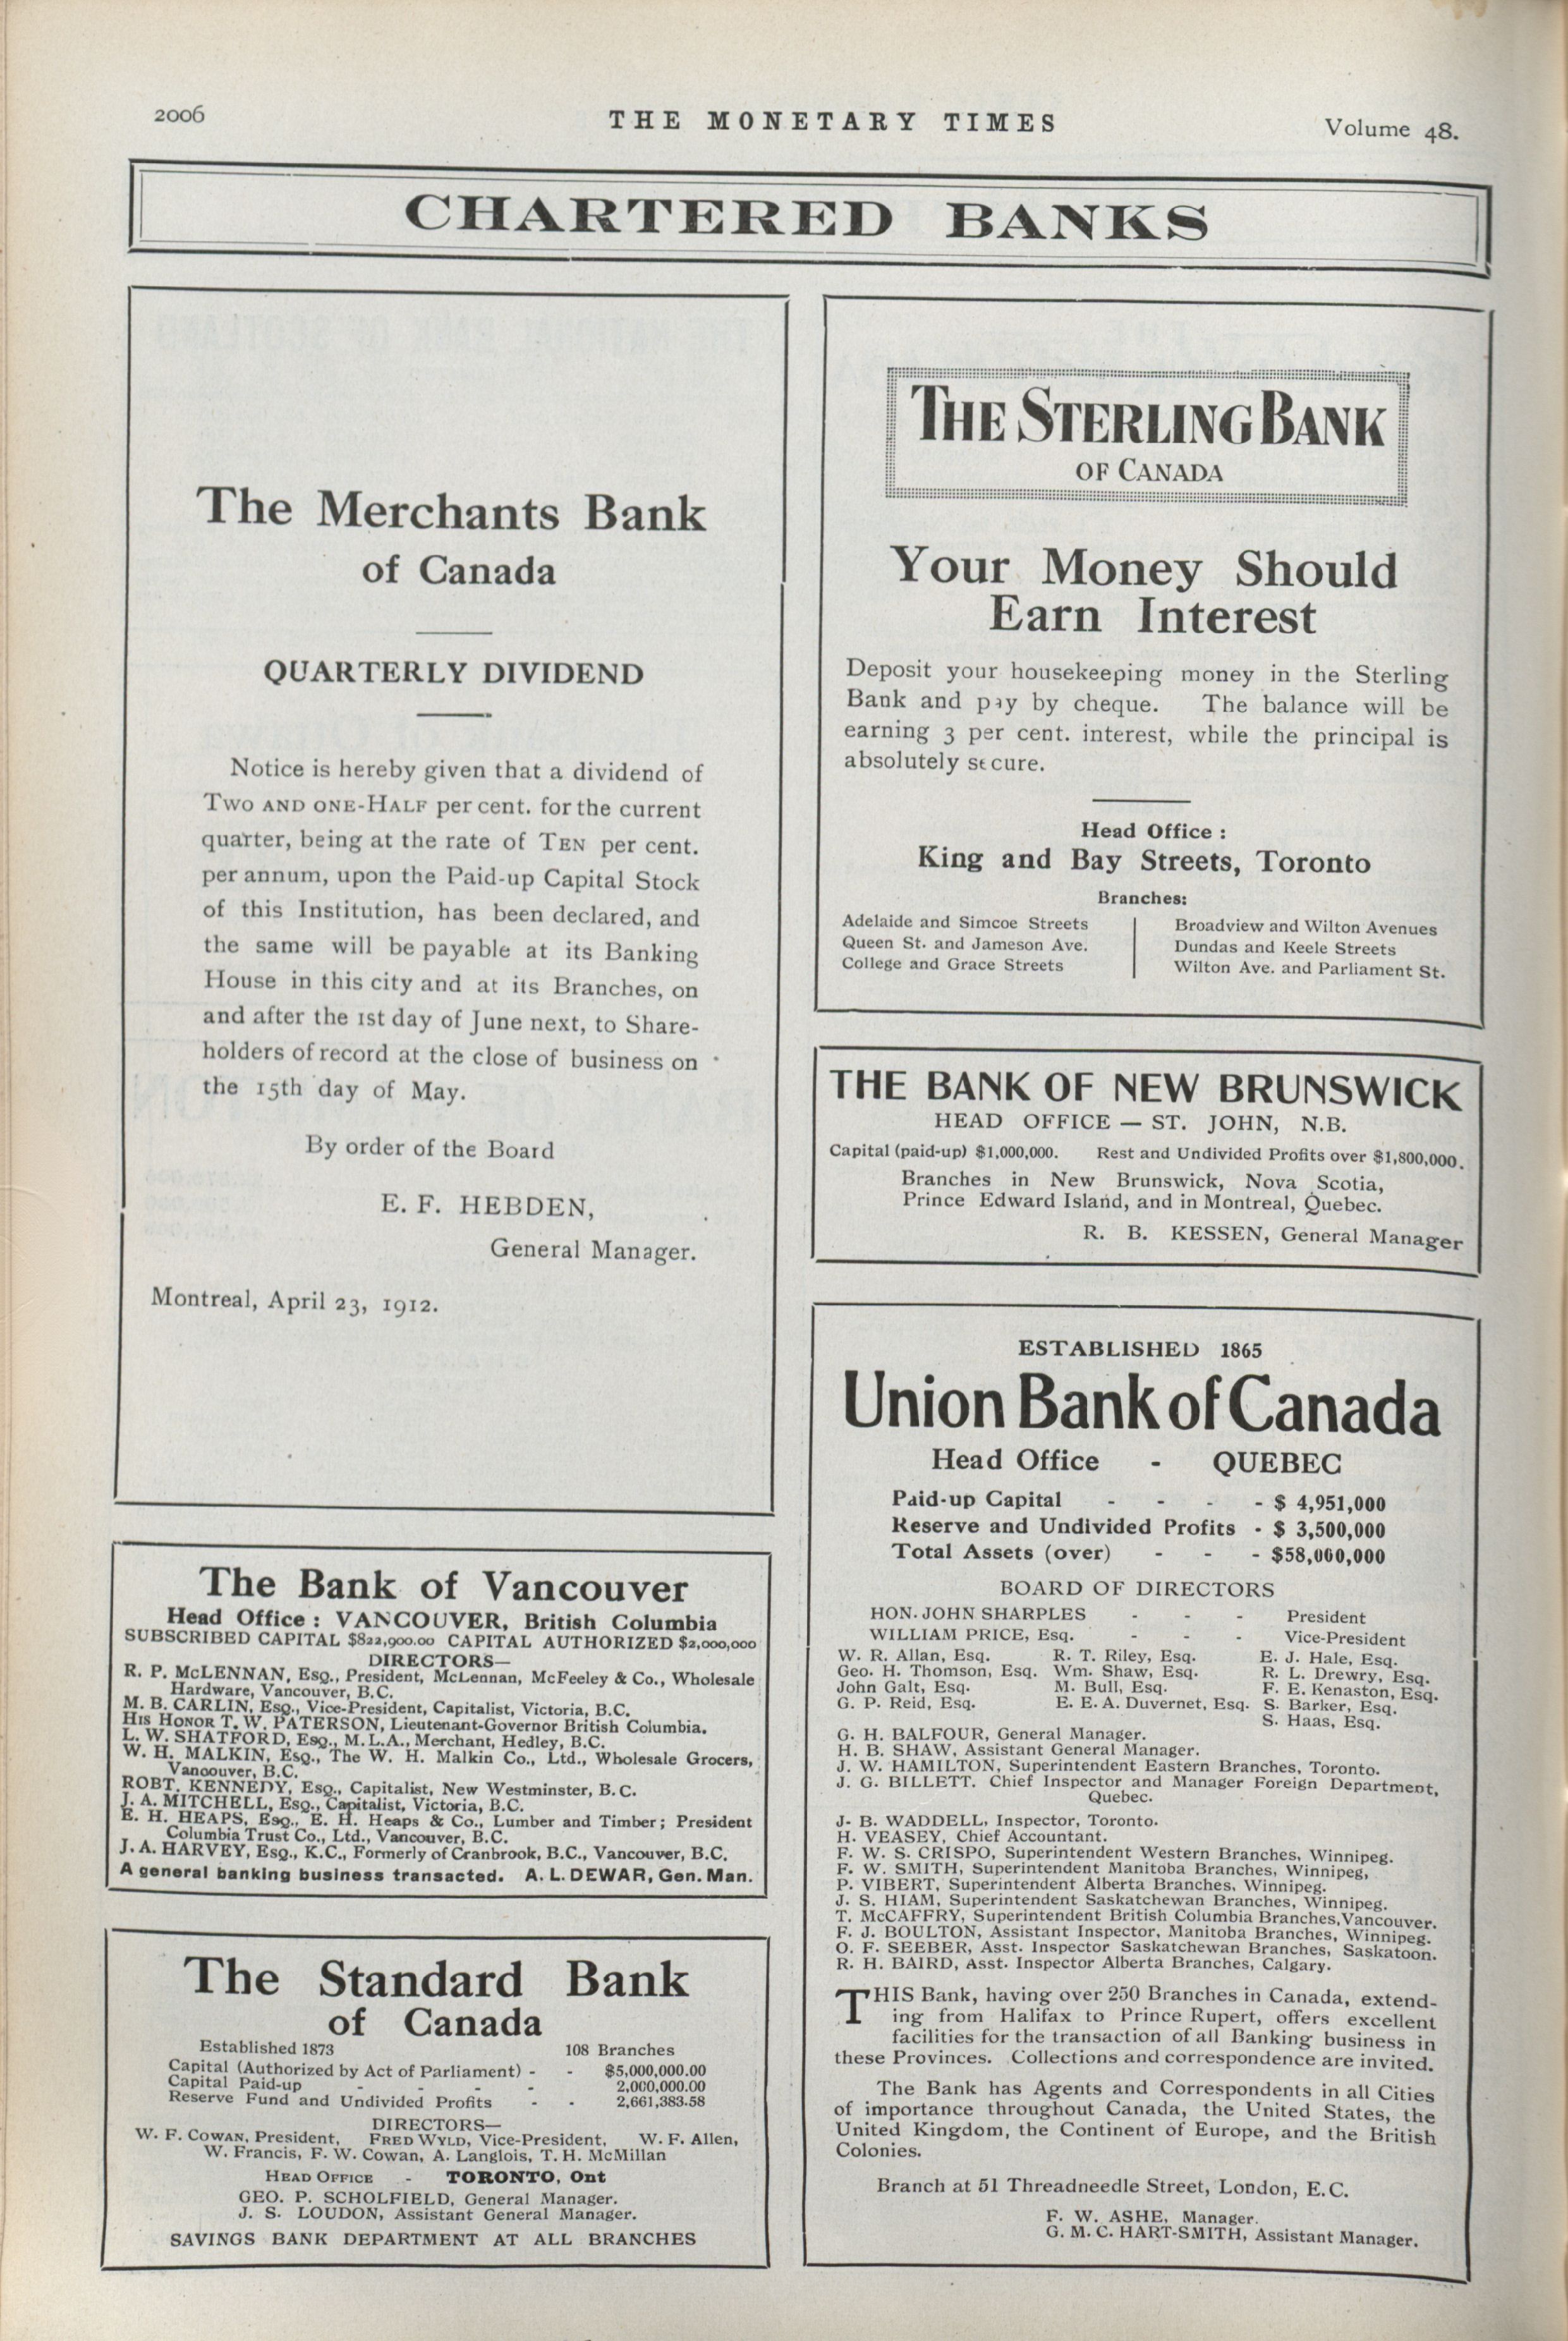 2006
THE MONETARY TIMES
Volume 48.
CHARTERED BANKS
The Merchants Bank
of Canada
QUARTERLY DIVIDEND
Notice is hereby given that a dividend of
Two and one-Half per cent. for the current
quarter, being at the rate of Ten per cent.
per annum, upon the Paid-up Capital Stock
of this Institution, has been declared, and
the same will be payable at its Banking
House in this city and at its Branches, on
and after the 1st day of June next, to Share-
holders of record at the close of business on
the 15th day of May.
By order of the Board
E. F. HEBDEN,
General Manager.
Montreal, April 23, 1912.
The Bank of Vancouver
Head Office : VANCOUVER, British Columbia
SUBSCRIBED CAPITAL $822,900.00 CAPITAL AUTHORIZED $2,000,000
DIRECTORS—
R. P. McLENNAN, Esq., President, McLennan, McFeeley & Co., Wholesale
Hardware, Vancouver, B.C.
M. B. CARLIN, Esq., Vice-President, Capitalist, Victoria, B.C.
His Honor T. W. PATERSON, Lieutenant-Governor British Columbia.
L. W. SHATFORD, Esq., M.L.A., Merchant, Hedley, B.C.
W. H. MALKIN, Esq., The W. H. Malkin Co., Ltd., Wholesale Grocers,
Vancouver, B.C.
ROBT. KENNEDY, Esq., Capitalist, New Westminster, B.C.
J. A. MITCHELL, Esq., Capitalist, Victoria, B.C.
E. H. HEAPS, Esq., E. H. Heaps & Co., Lumber and Timber; President
Columbia Trust Co., Ltd., Vancouver, B.C.
J. A. HARVEY, Esq., K.C., Formerly of Cranbrook, B.C., Vancouver, B.C.
A general banking business transacted. A. L. DEWAR, Gen. Man.
The Standard Bank
of Canada
Established 1873 108 Branches
Capital (Authorized by Act of Parliament) - - $5,000,000.00
Capital Paid-up - - - - 2,000,000.00
Reserve Fund and Undivided Profits - - 2,661,383.58
DIRECTORS—
W. F. Cowan, President, Fred Wyld, Vice-President, W. F. Allen,
W. Francis, F. W. Cowan, A. Langlois, T. H. McMillan
Head Office - TORONTO, Ont
GEO. P. SCHOLFIELD, General Manager.
J. S. LOUDON, Assistant General Manager.
SAVINGS BANK DEPARTMENT AT ALL BRANCHES
THE STERLING BANK
OF CANADA
Your Money Should
Earn Interest
Deposit your housekeeping money in the Sterling
Bank and pay by cheque. The balance will be
earning 3 per cent. interest, while the principal is
absolutely secure.
Head Office :
King and Bay Streets, Toronto
Branches:
Adelaide and Simcoe Streets
Queen St. and Jameson Ave.
College and Grace Streets
Broadview and Wilton Avenues
Dundas and Keele Streets
Wilton Ave. and Parliament St.
THE BANK OF NEW BRUNSWICK
HEAD OFFICE — ST. JOHN, N.B.
Capital (paid-up) $1,000,000. Rest and Undivided Profits over $1,800,000.
Branches in New Brunswick, Nova Scotia,
Prince Edward Island, and in Montreal, Quebec.
R. B. KESSEN, General Manager
ESTABLISHED 1865
Union Bank of Canada
Head Office - QUEBEC
Paid-up Capital - - - - $ 4,951,000
Reserve and Undivided Profits - $ 3,500,000
Total Assets (over) - - - $58,000,000
BOARD OF DIRECTORS
HON. JOHN SHARPLES - - - President
WILLIAM PRICE, Esq. - - - Vice-President
W. R. Allan, Esq. R. T. Riley, Esq. E. J. Hale, Esq.
Geo. H. Thomson, Esq. Wm. Shaw, Esq. R. L. Drewry, Esq.
John Galt, Esq. M. Bull, Esq. F. E. Kenaston, Esq.
G. P. Reid, Esq. E. E. A. Duvernet, Esq. S. Barker, Esq.
S. Haas, Esq.
G. H. BALFOUR, General Manager.
H. B. SHAW, Assistant General Manager.
J. W. HAMILTON, Superintendent Eastern Branches, Toronto.
J. G. BILLETT. Chief Inspector and Manager Foreign Department,
Quebec.
J. B. WADDELL, Inspector, Toronto.
H. VEASEY, Chief Accountant.
F. W. S. CRISPO, Superintendent Western Branches, Winnipeg.
F. W. SMITH, Superintendent Manitoba Branches, Winnipeg,
P. VIBERT, Superintendent Alberta Branches, Winnipeg.
J. S. HIAM, Superintendent Saskatchewan Branches, Winnipeg.
T. McCAFFRY, Superintendent British Columbia Branches, Vancouver.
F. J. BOULTON, Assistant Inspector, Manitoba Branches, Winnipeg.
O. F. SEEBER, Asst. Inspector Saskatchewan Branches, Saskatoon.
R. H. BAIRD, Asst. Inspector Alberta Branches, Calgary.
THIS Bank, having over 250 Branches in Canada, extend-
ing from Halifax to Prince Rupert, offers excellent
facilities for the transaction of all Banking business in
these Provinces. Collections and correspondence are invited.
The Bank has Agents and Correspondents in all Cities
of importance throughout Canada, the United States, the
United Kingdom, the Continent of Europe, and the British
Colonies.
Branch at 51 Threadneedle Street, London, E.C.
F. W. ASHE, Manager.
G. M. C. HART-SMITH, Assistant Manager.